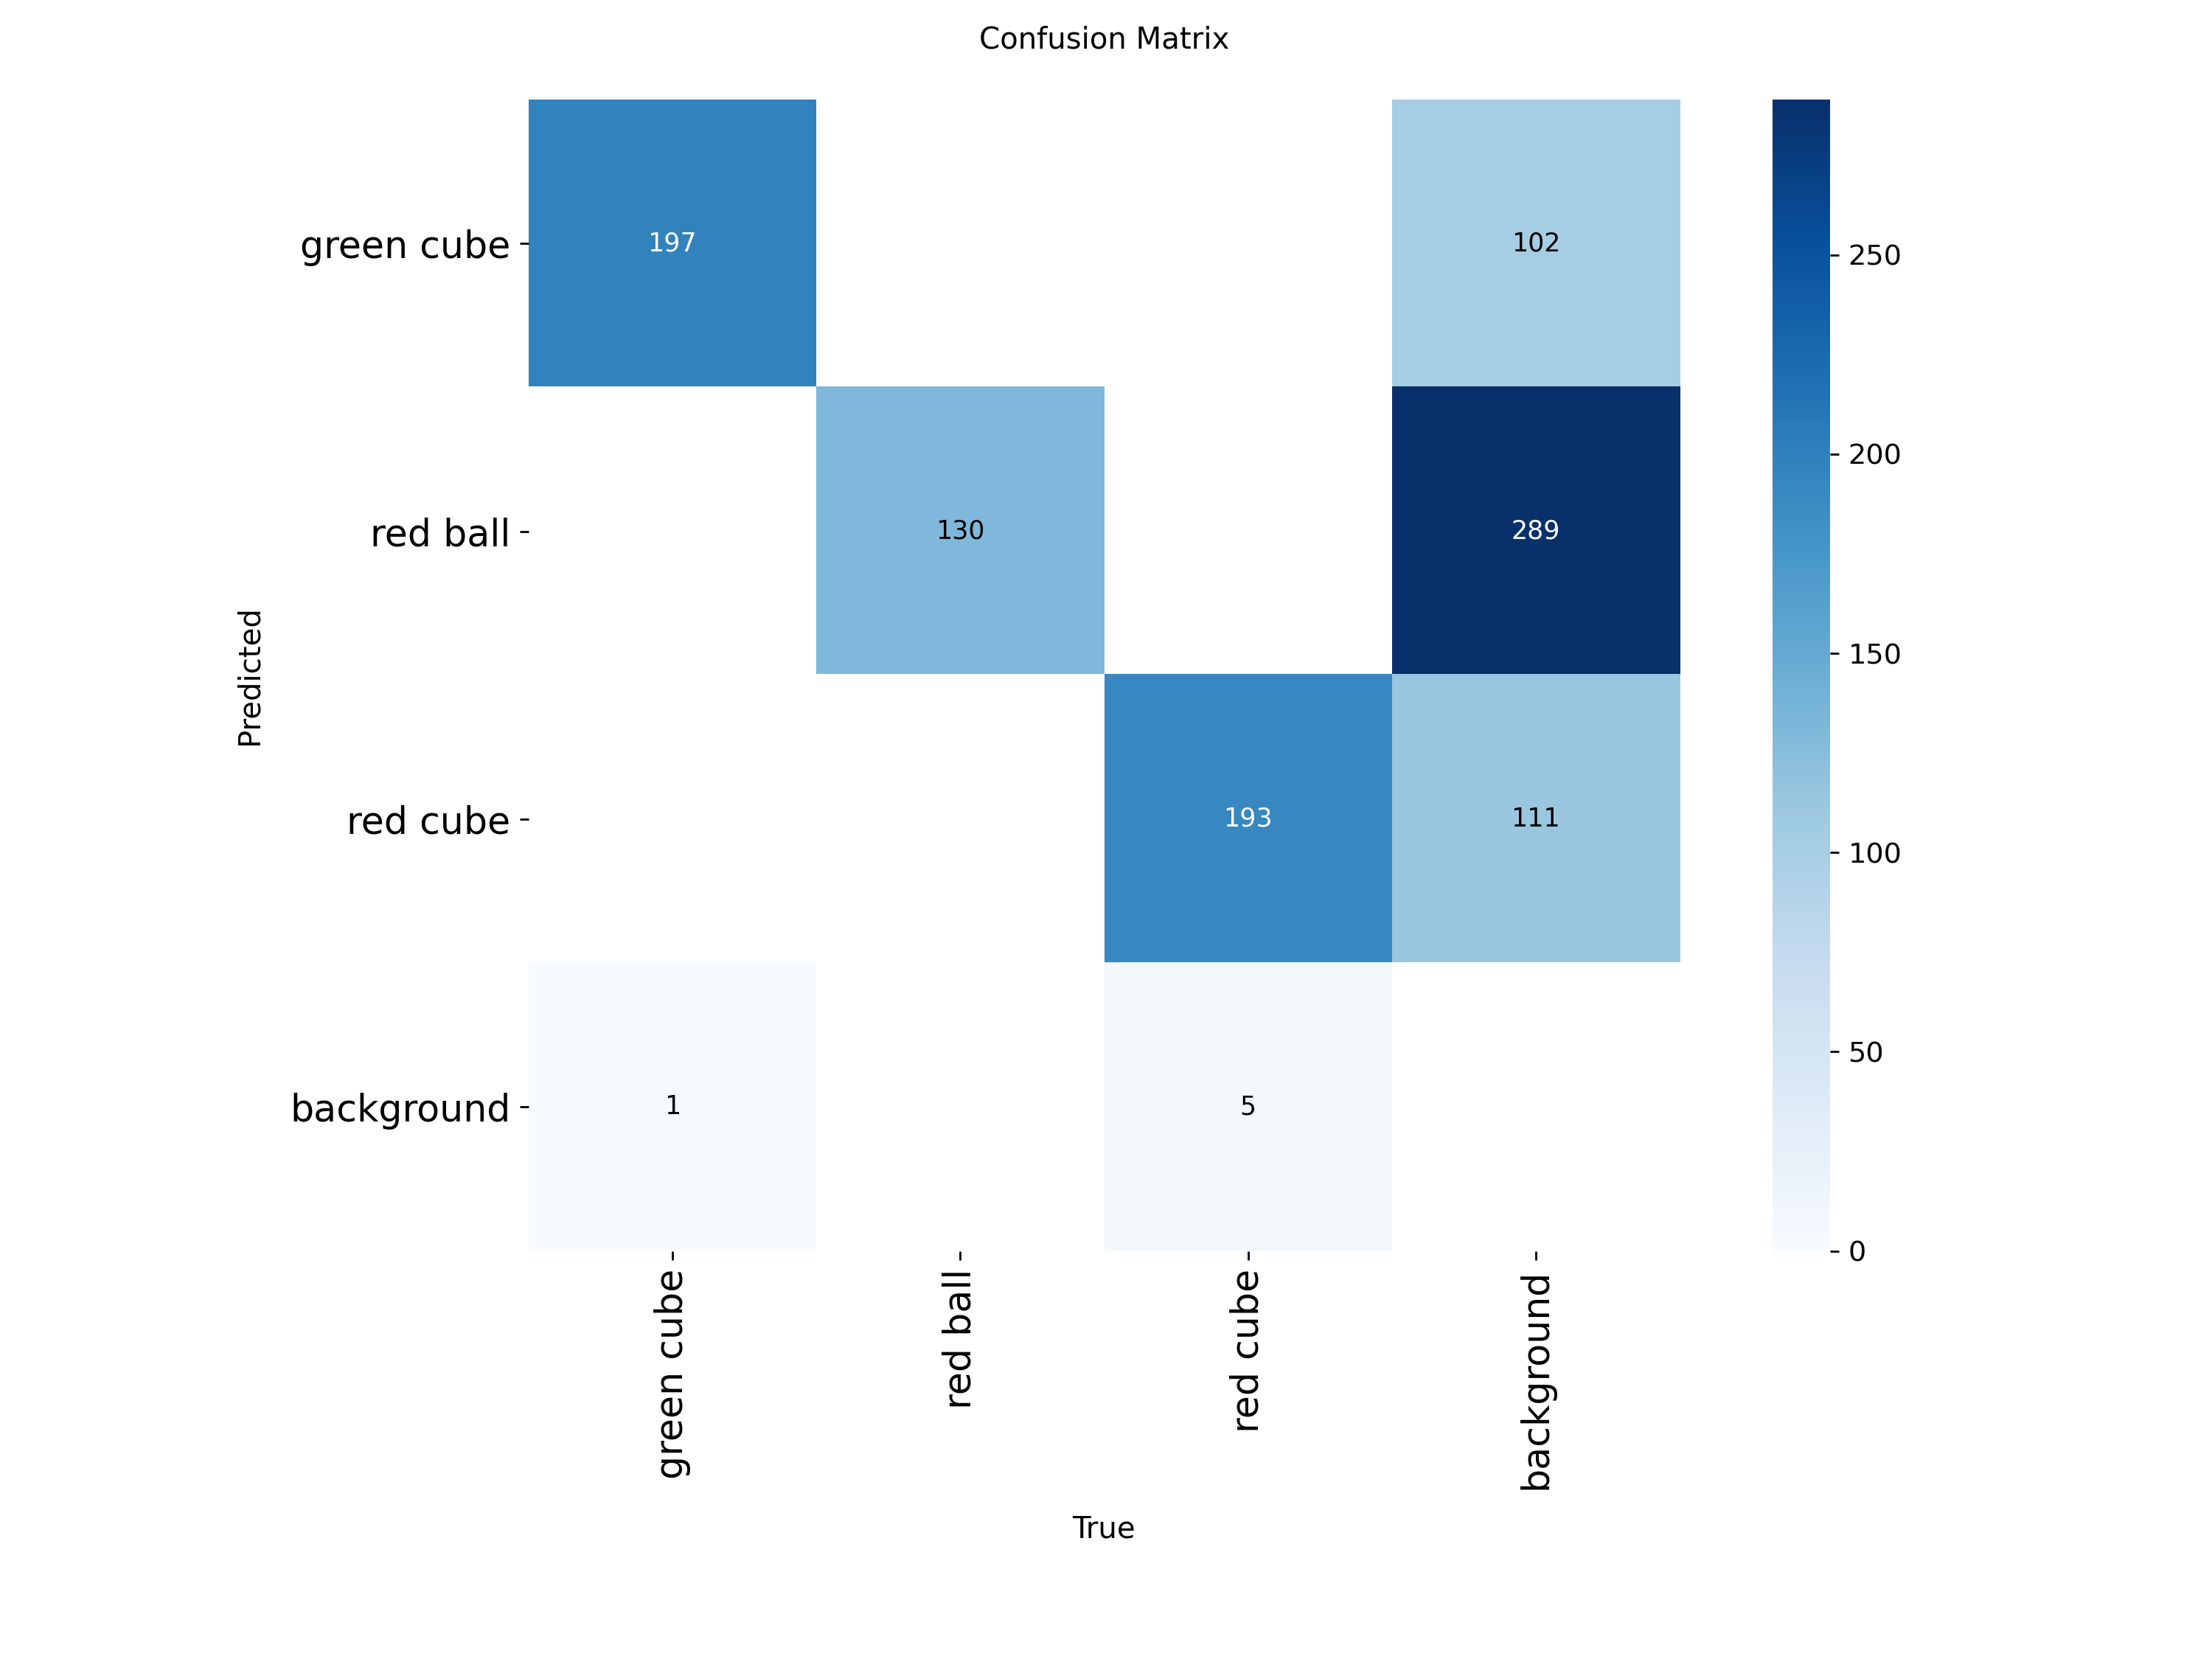 Confusion Matrix
green cube
197
102
250
200
red ball
130
289
150
Predicted
red cube
193
111
100
50
background
1
5
0
green cube
red ball
red cube
background
True